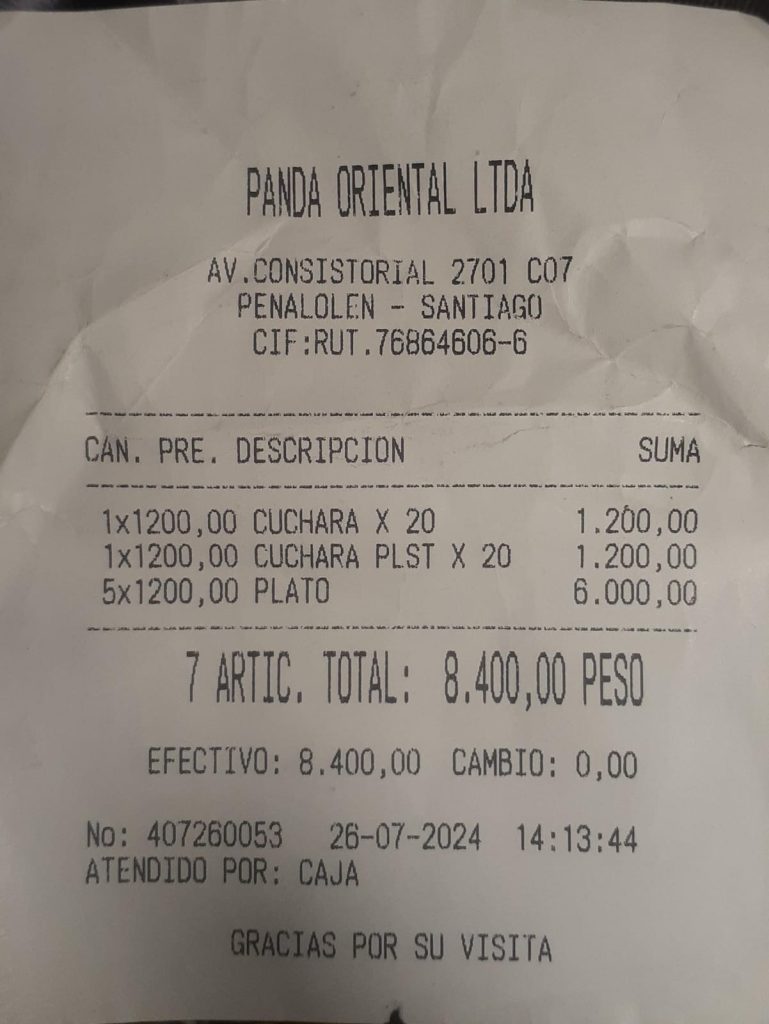 PANDA ORIENTAL LTDA
AV.CONSISTORIAL 2701 C07
PENALOLEN - SANTIAGO
CIF:RUT.76864606-6
CAN. PRE. DESCRIPCION SUMA
1x1200,00 CUCHARA X 20 1.200,00
1x1200,00 CUCHARA PLST X 20 1.200,00
5x1200,00 PLATO 6.000,00
7 ARTIC. TOTAL: 8.400,00 PESO
EFECTIVO: 8.400,00 CAMBIO: 0,00
No: 407260053 26-07-2024 14:13:44
ATENDIDO POR: CAJA
GRACIAS POR SU VISITA